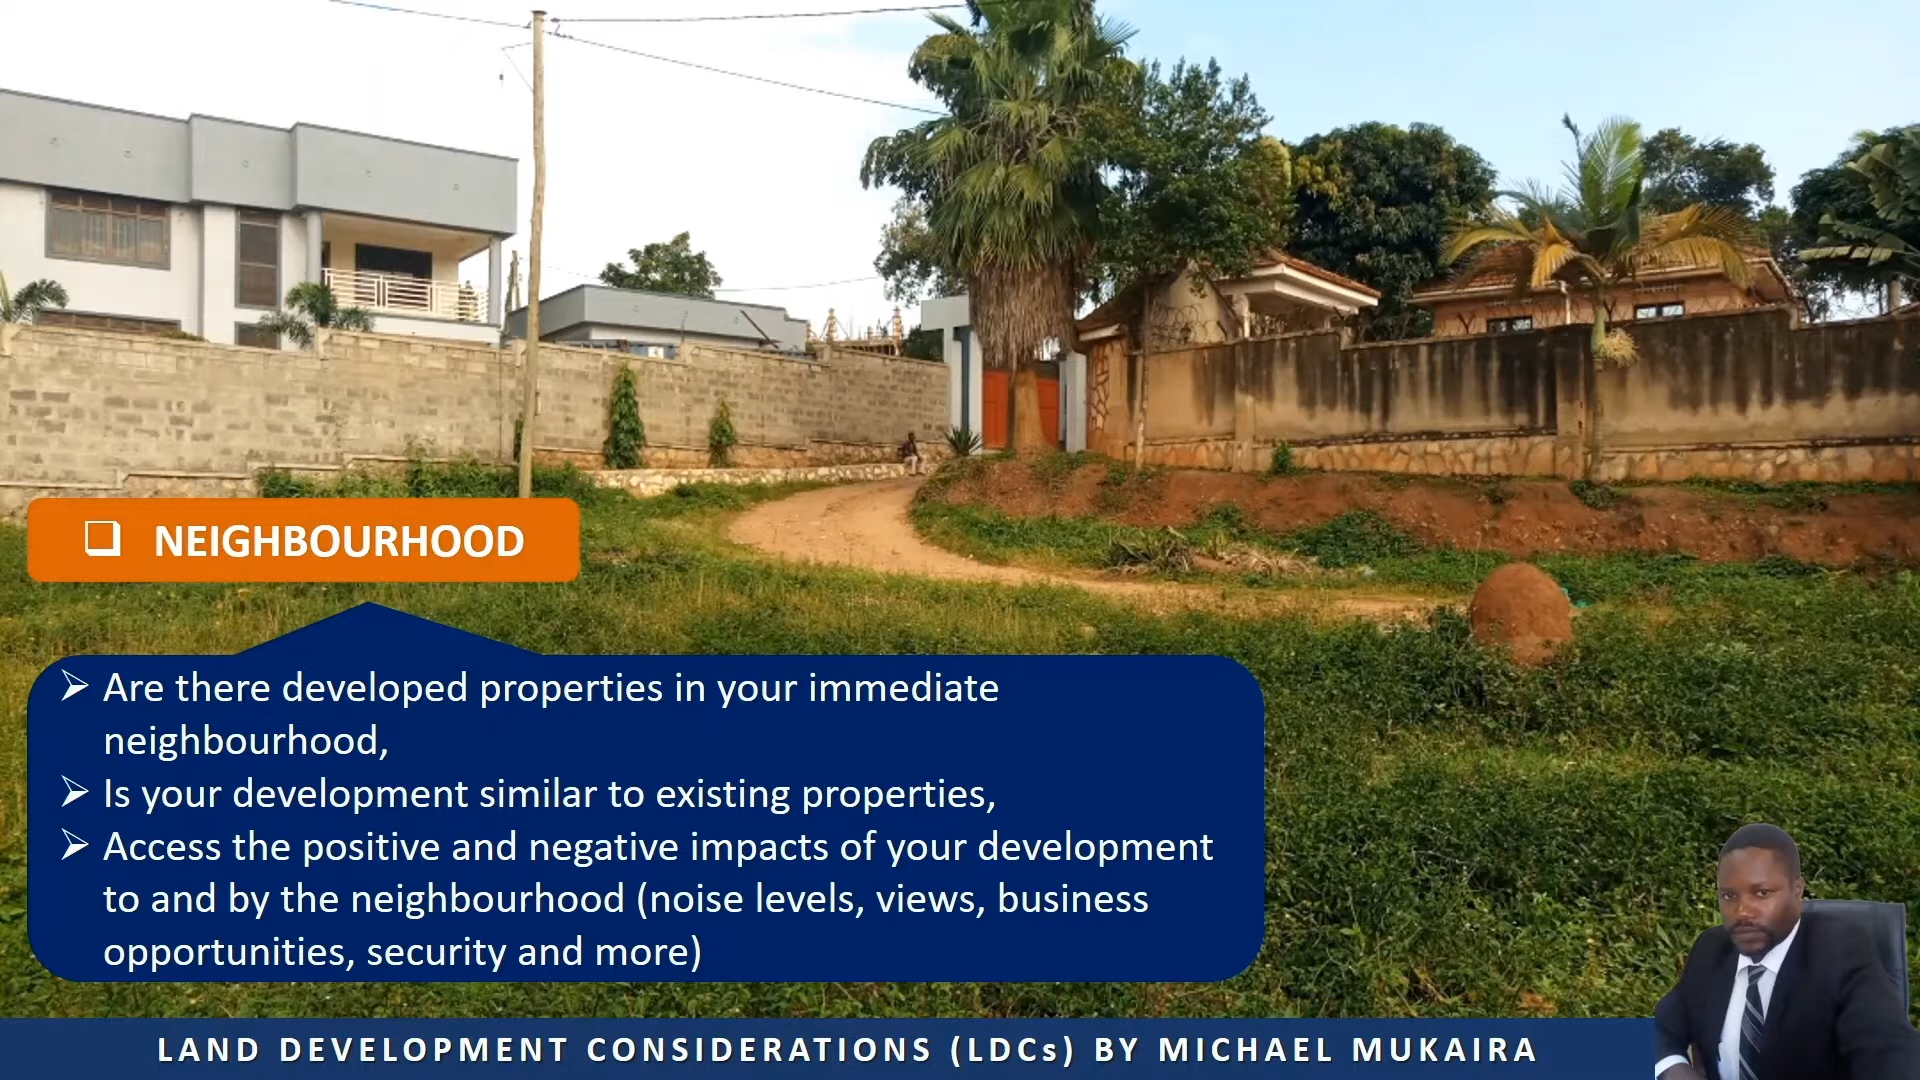 ❑ NEIGHBOURHOOD
➢ Are there developed properties in your immediate
neighbourhood,
➢ Is your development similar to existing properties,
➢ Access the positive and negative impacts of your development
to and by the neighbourhood (noise levels, views, business
opportunities, security and more)
LAND DEVELOPMENT CONSIDERATIONS (LDCs) BY MICHAEL MUKAIRA